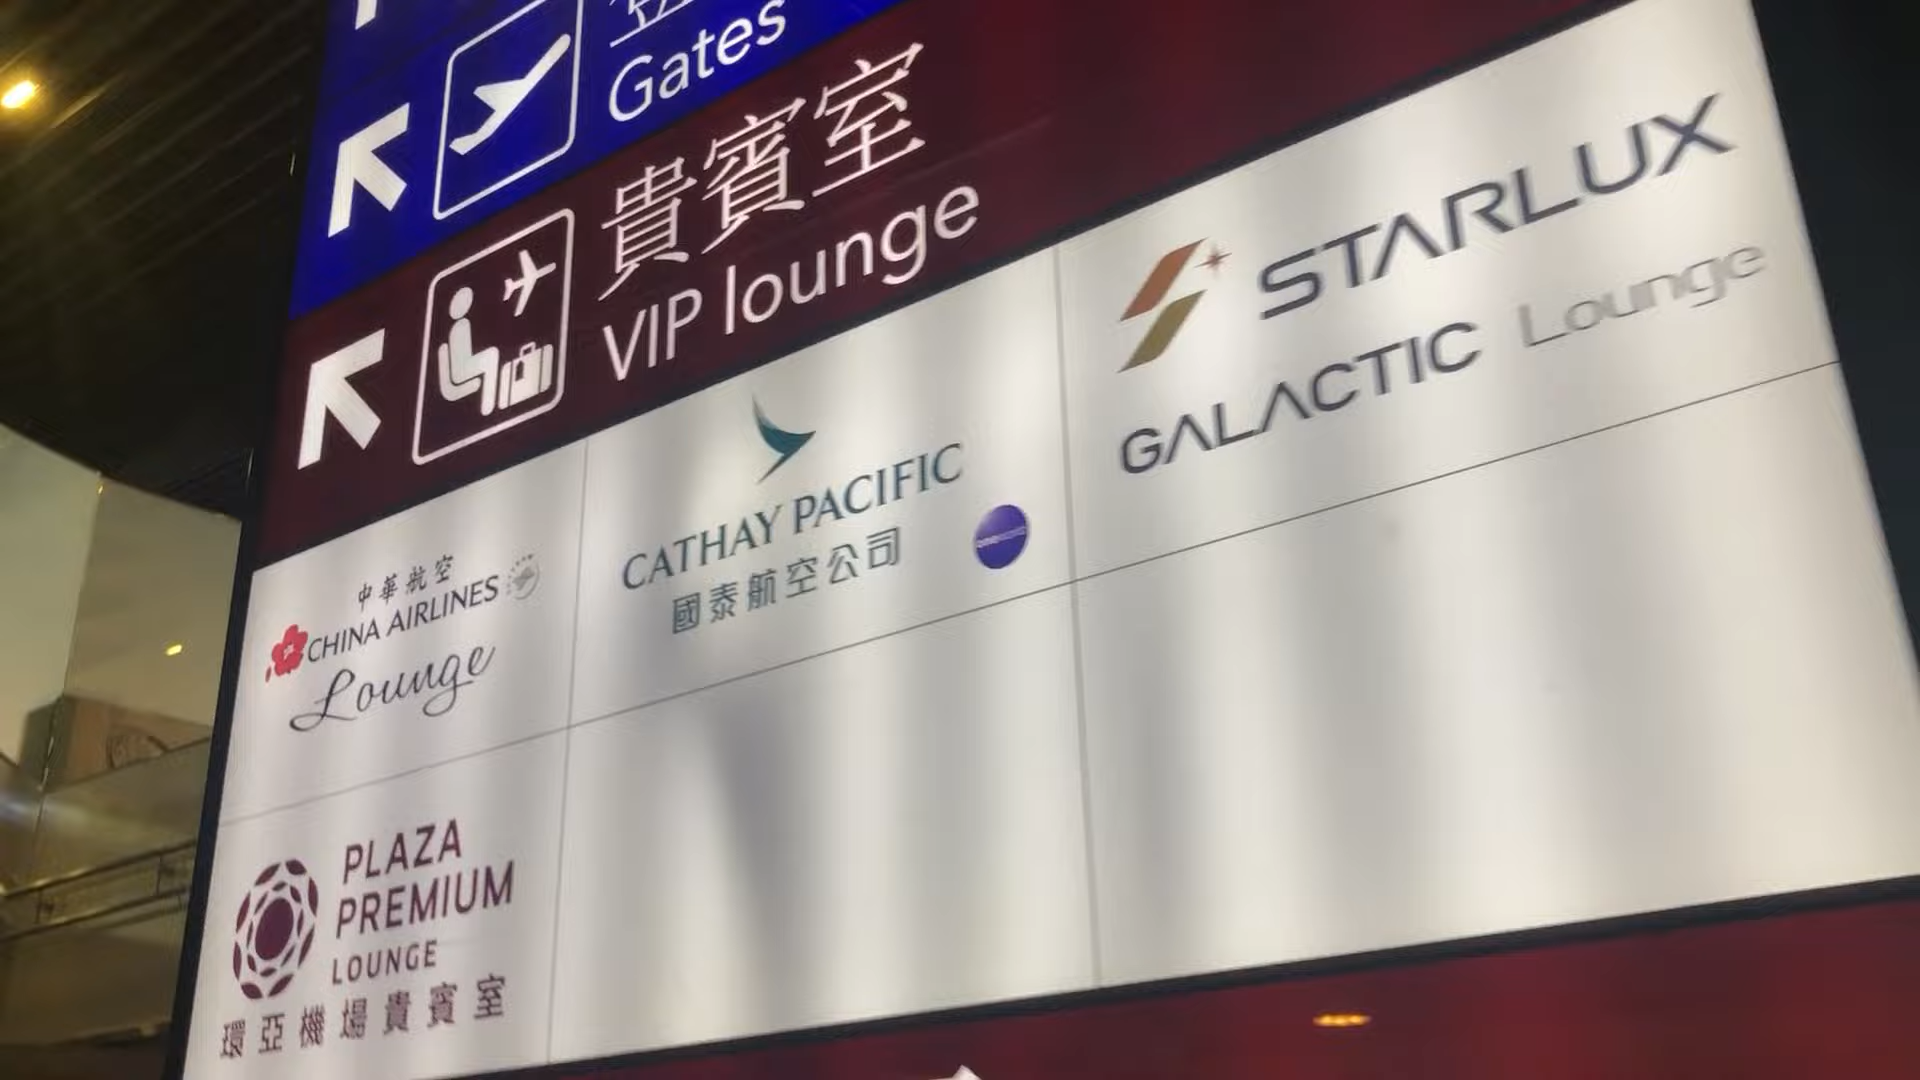 Gates
貴賓室
VIP lounge
STARLUX
GALACTIC Lounge
CATHAY PACIFIC
國泰航空公司
oneworld
中華航空
CHINA AIRLINES
Lounge
PLAZA
PREMIUM
LOUNGE
環亞機場貴賓室